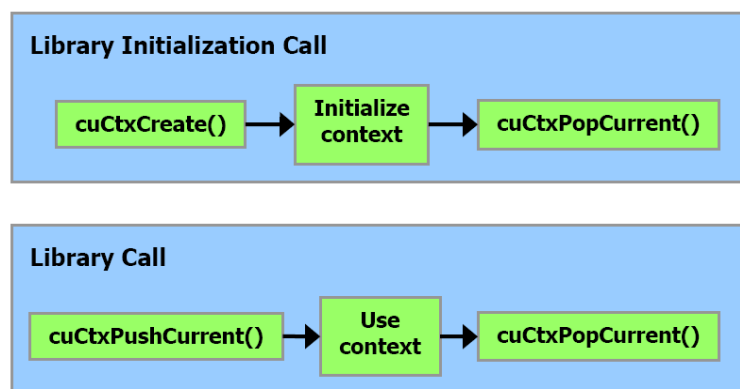 Library Initialization Call
cuCtxCreate()
Initialize
context
cuCtxPopCurrent()
Library Call
cuCtxPushCurrent()
Use
context
cuCtxPopCurrent()